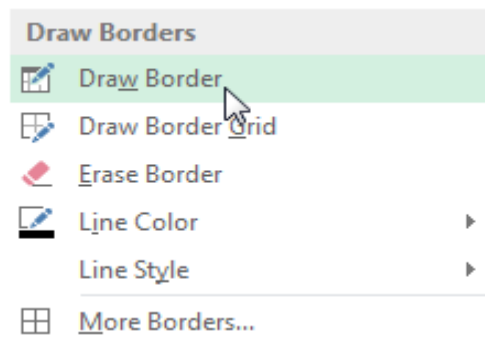 Draw Borders
Draw Border
Draw Border Grid
Erase Border
Line Color
Line Style
More Borders...